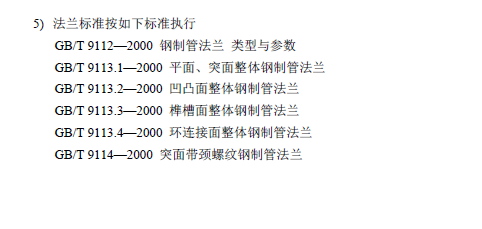 5) 法兰标准按如下标准执行
GB/T 9112—2000 钢制管法兰 类型与参数
GB/T 9113.1—2000 平面、突面整体钢制管法兰
GB/T 9113.2—2000 凹凸面整体钢制管法兰
GB/T 9113.3—2000 榫槽面整体钢制管法兰
GB/T 9113.4—2000 环连接面整体钢制管法兰
GB/T 9114—2000 突面带颈螺纹钢制管法兰